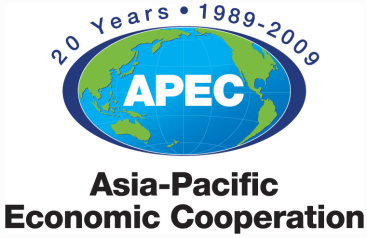 20 Years • 1989-2009
APEC
Asia-Pacific
Economic Cooperation